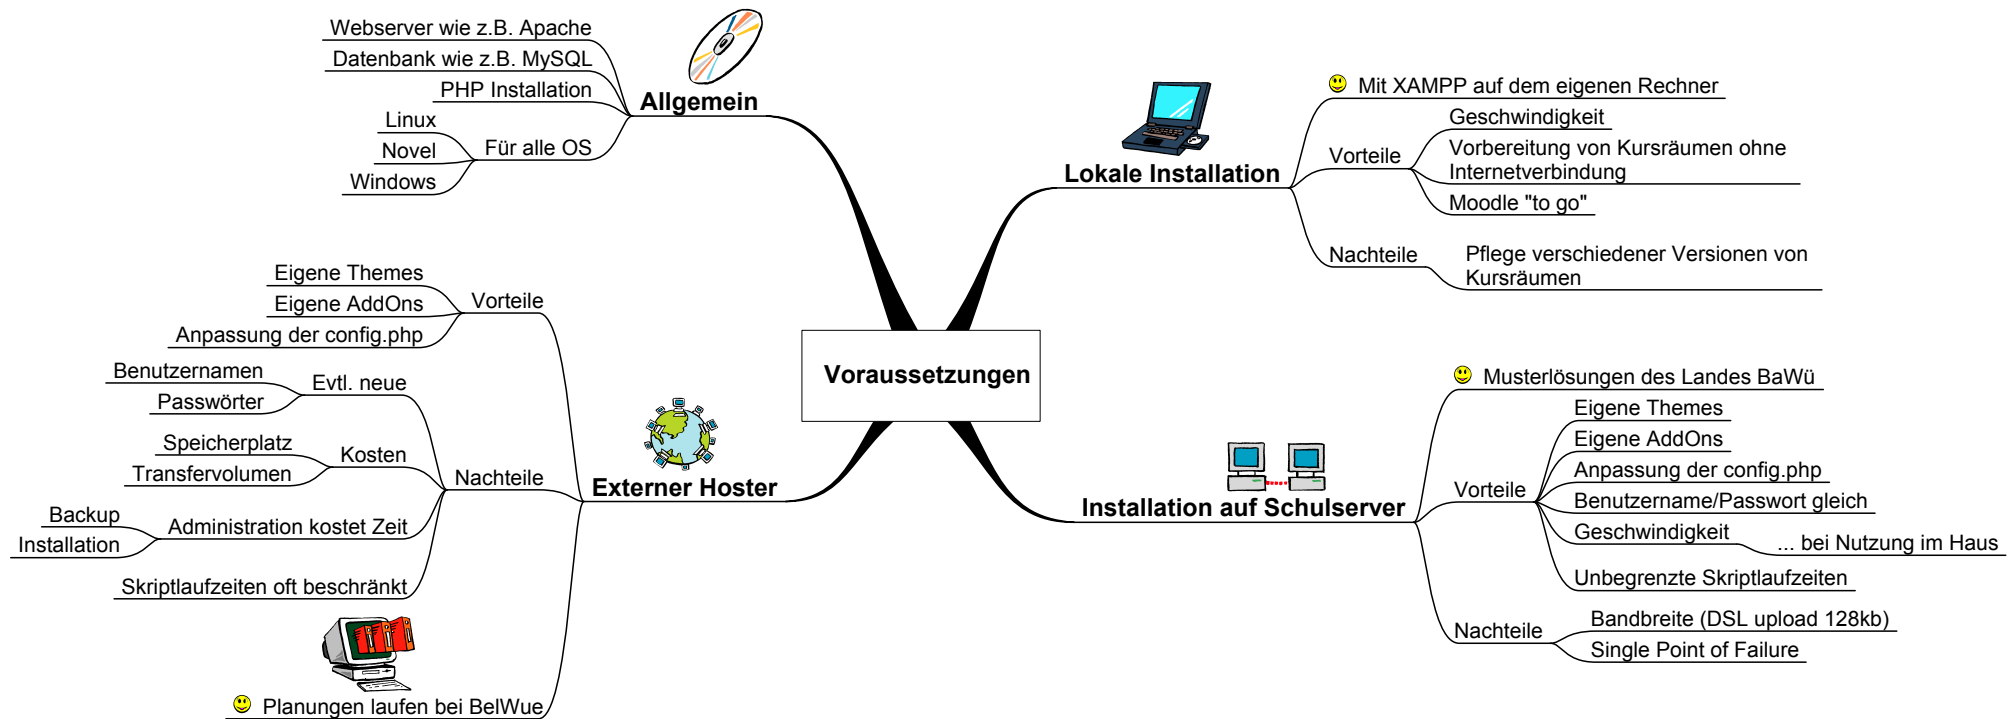 Voraussetzungen
Allgemein
Webserver wie z.B. Apache
Datenbank wie z.B. MySQL
PHP Installation
Für alle OS
Linux
Novel
Windows
Lokale Installation
Mit XAMPP auf dem eigenen Rechner
Vorteile
Geschwindigkeit
Vorbereitung von Kursräumen ohne
Internetverbindung
Moodle "to go"
Nachteile
Pflege verschiedener Versionen von
Kursräumen
Externer Hoster
Vorteile
Eigene Themes
Eigene AddOns
Anpassung der config.php
Nachteile
Evtl. neue
Benutzernamen
Passwörter
Kosten
Speicherplatz
Transfervolumen
Administration kostet Zeit
Backup
Installation
Skriptlaufzeiten oft beschränkt
Planungen laufen bei BelWue
Installation auf Schulserver
Musterlösungen des Landes BaWü
Vorteile
Eigene Themes
Eigene AddOns
Anpassung der config.php
Benutzername/Passwort gleich
Geschwindigkeit
... bei Nutzung im Haus
Unbegrenzte Skriptlaufzeiten
Nachteile
Bandbreite (DSL upload 128kb)
Single Point of Failure